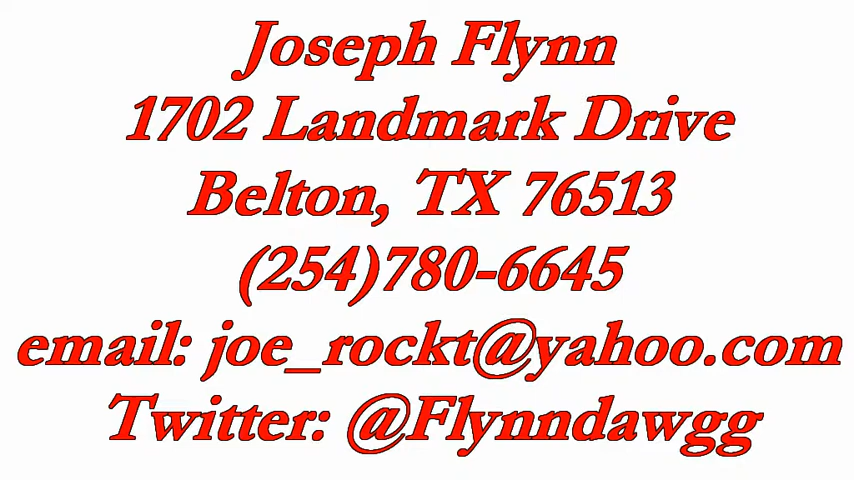 Joseph Flynn
1702 Landmark Drive
Belton, TX 76513
(254)780-6645
email: joe_rockt@yahoo.com
Twitter: @Flynndawgg